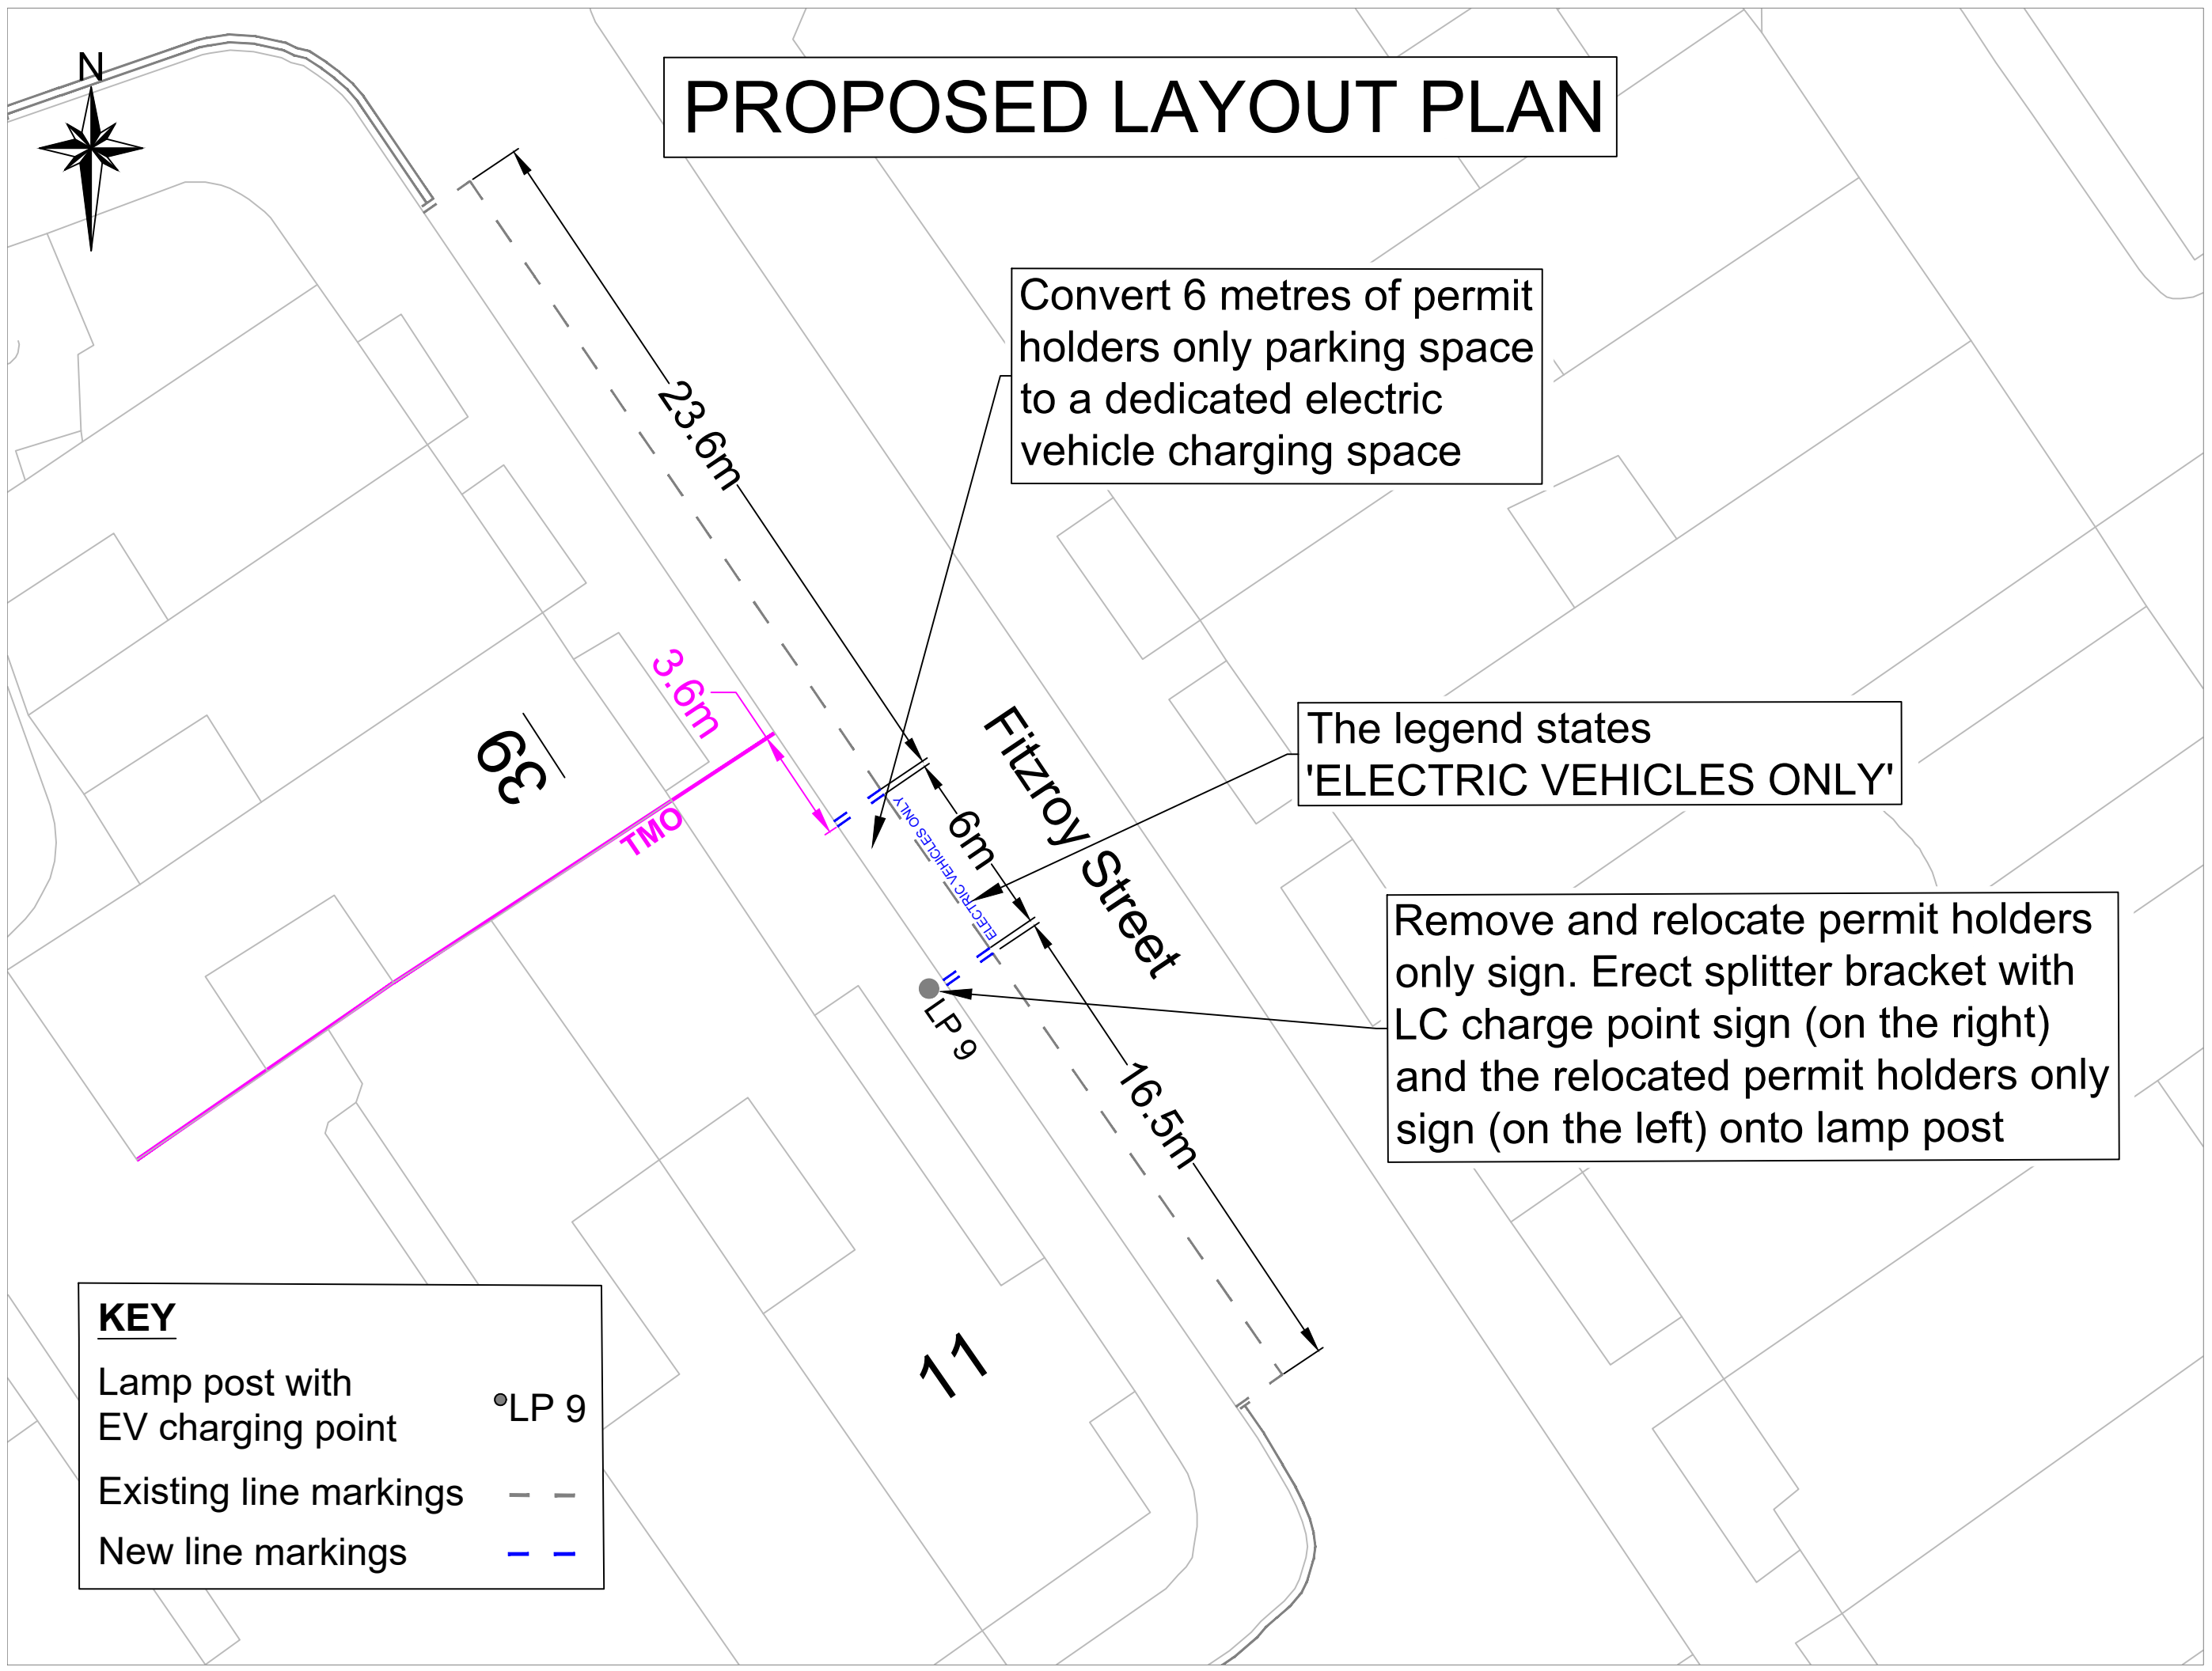 N
PROPOSED LAYOUT PLAN
Convert 6 metres of permit
holders only parking space
to a dedicated electric
vehicle charging space
23.6m
3.6m
39
TMO
Fitzroy Street
6m
ELECTRIC VEHICLES ONLY
The legend states
'ELECTRIC VEHICLES ONLY'
Remove and relocate permit holders
only sign. Erect splitter bracket with
LC charge point sign (on the right)
and the relocated permit holders only
sign (on the left) onto lamp post
LP 9
16.5m
11
KEY
Lamp post with
EV charging point
LP 9
Existing line markings
New line markings